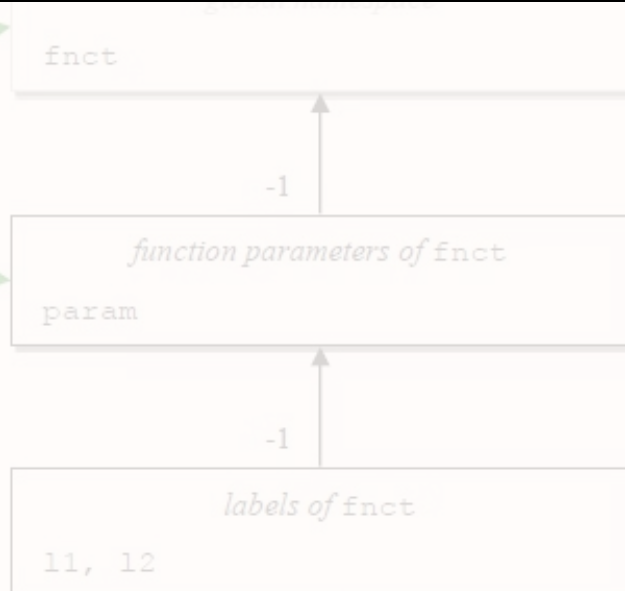 fnct
-1
function parameters of fnct
param
-1
labels of fnct
l1, l2